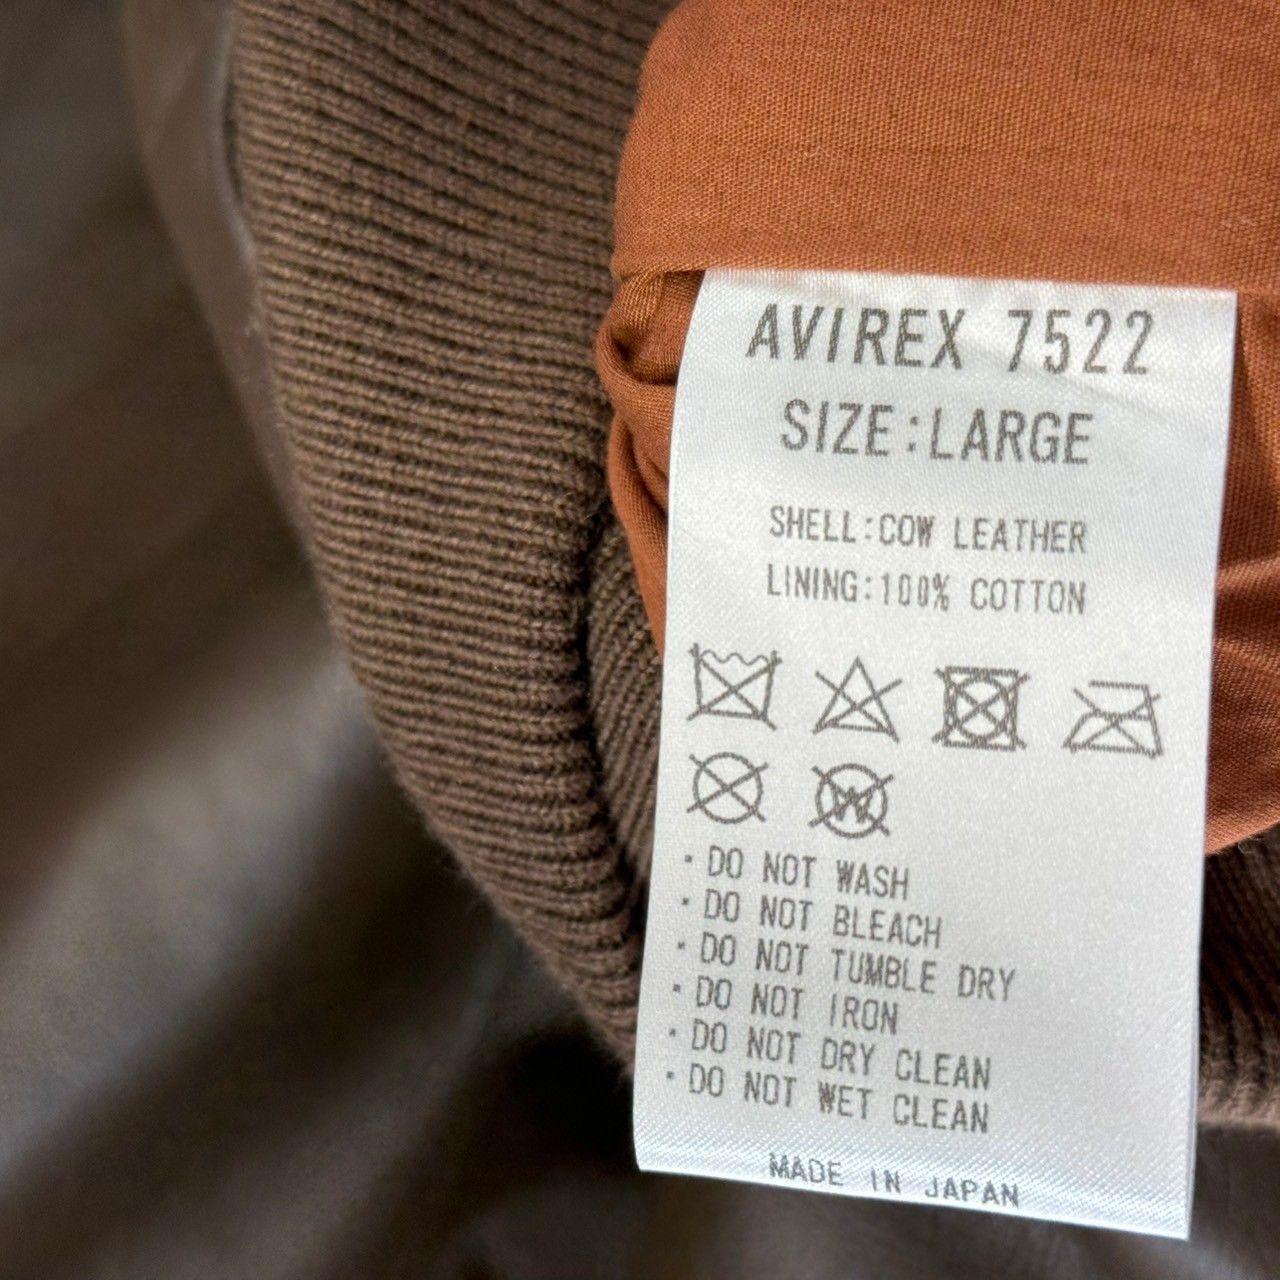 AVIREX 7522
SIZE:LARGE
SHELL:COW LEATHER
LINING:100% COTTON
W
・DO NOT WASH
・DO NOT BLEACH
・DO NOT TUMBLE DRY
・DO NOT IRON
・DO NOT DRY CLEAN
・DO NOT WET CLEAN
MADE IN JAPAN